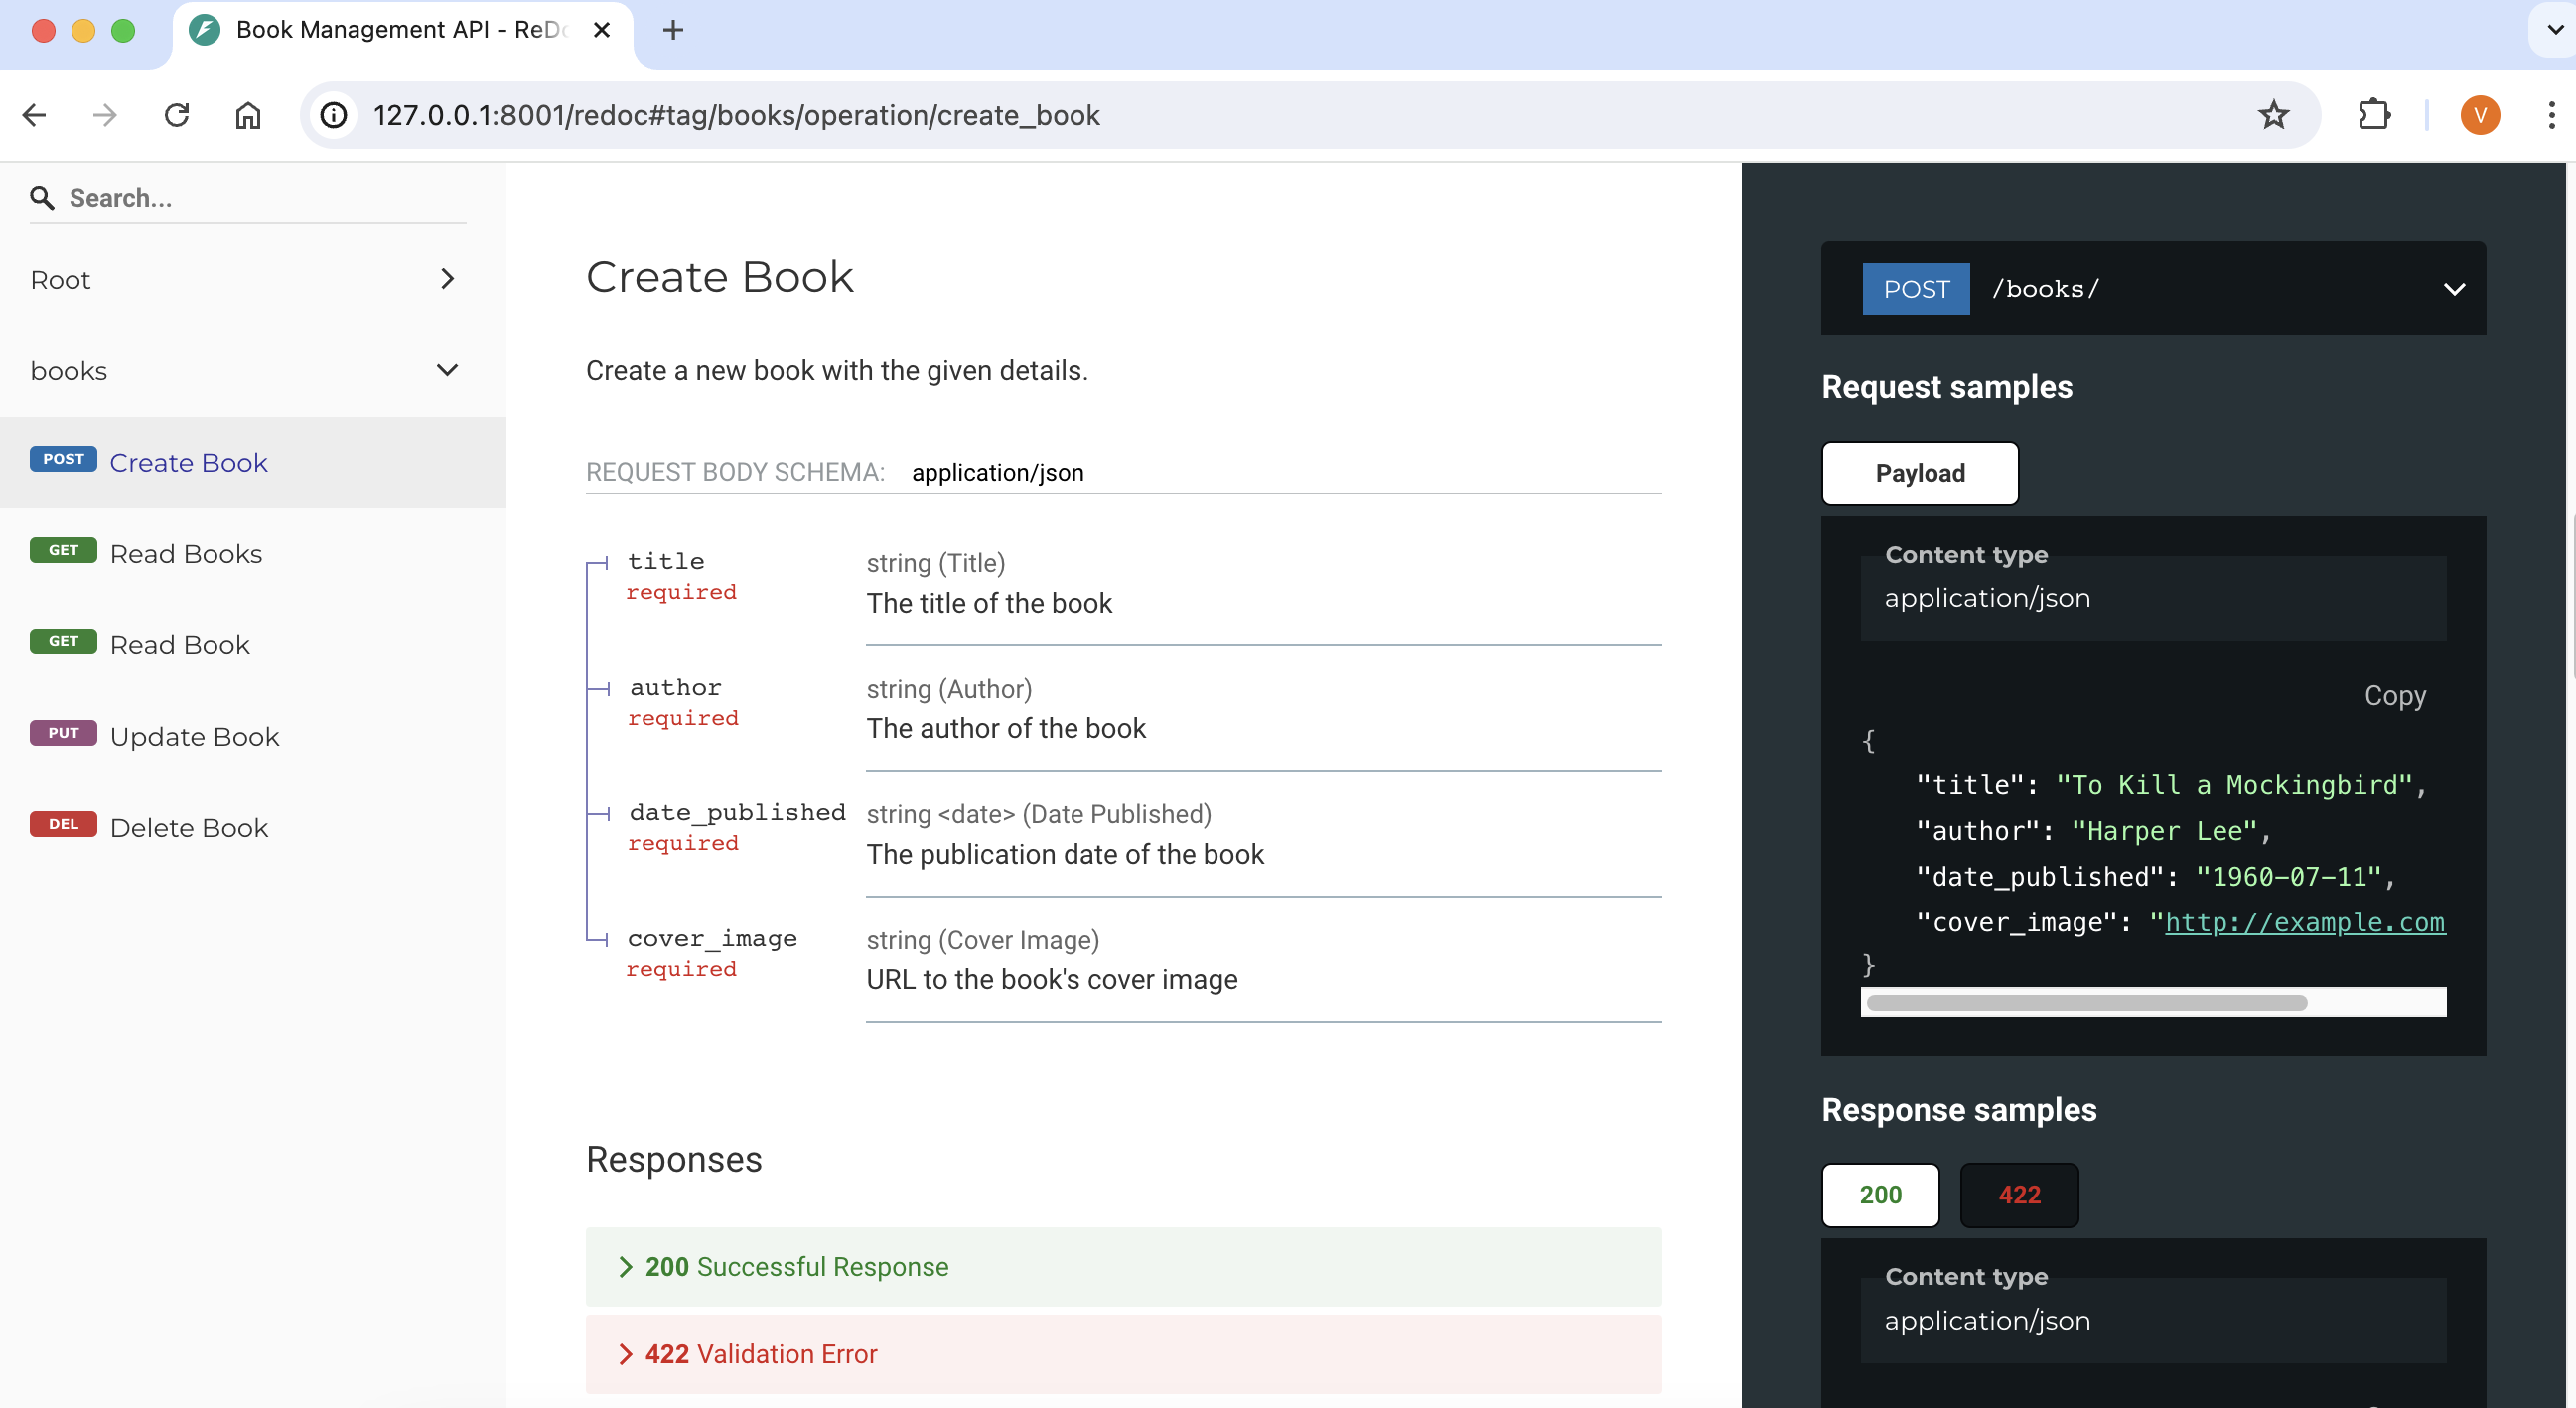 Book Management API - ReDo
127.0.0.1:8001/redoc#tag/books/operation/create_book
V
Search...
Root
books
POST Create Book
GET Read Books
GET Read Book
PUT Update Book
DEL Delete Book
Create Book
Create a new book with the given details.
REQUEST BODY SCHEMA: application/json
title string (Title)
required The title of the book
author string (Author)
required The author of the book
date_published string <date> (Date Published)
required The publication date of the book
cover_image string (Cover Image)
required URL to the book's cover image
Responses
200 Successful Response
422 Validation Error
POST /books/
Request samples
Payload
Content type
application/json
Copy
{
"title": "To Kill a Mockingbird",
"author": "Harper Lee",
"date_published": "1960-07-11",
"cover_image": "http://example.com
}
Response samples
200 422
Content type
application/json